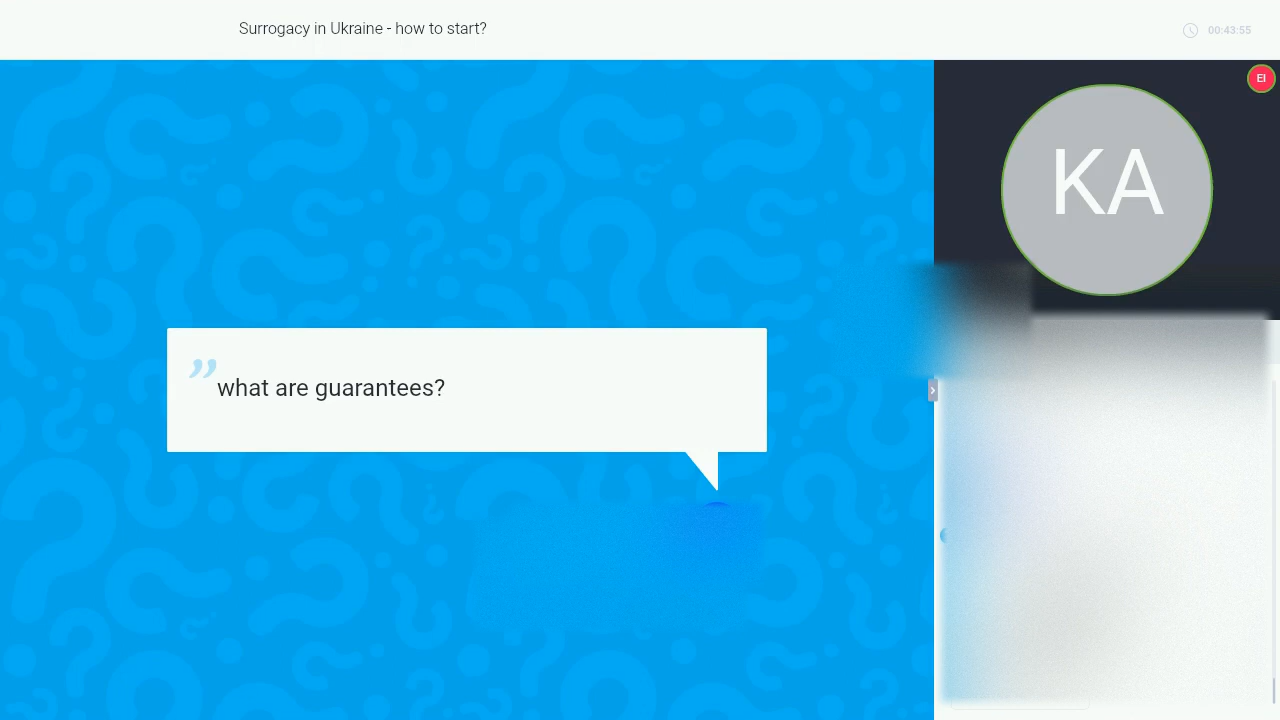 Surrogacy in Ukraine - how to start?
00:43:55
EI
KA
”
what are guarantees?